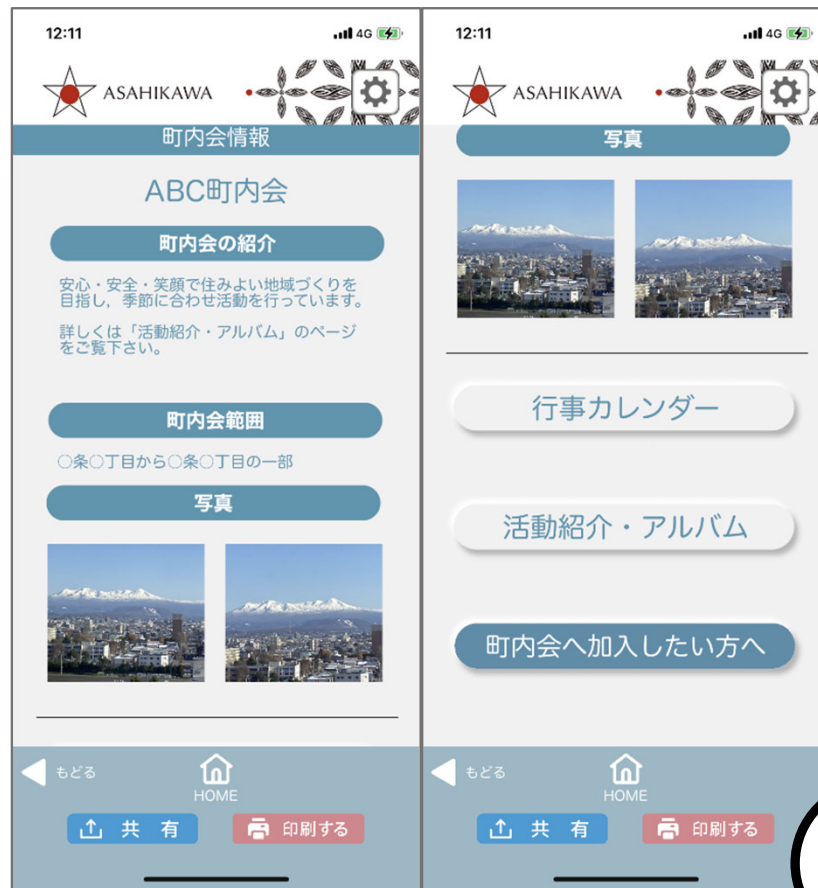 12:11
4G
ASAHIKAWA
町内会情報
ABC町内会
町内会の紹介
安心・安全・笑顔で住みよい地域づくりを
目指し，季節に合わせ活動を行っています。
詳しくは「活動紹介・アルバム」のページ
をご覧下さい。
町内会範囲
○条○丁目から○条○丁目の一部
写真
もどる
HOME
共 有
印刷する
12:11
4G
ASAHIKAWA
写真
行事カレンダー
活動紹介・アルバム
町内会へ加入したい方へ
もどる
HOME
共 有
印刷する